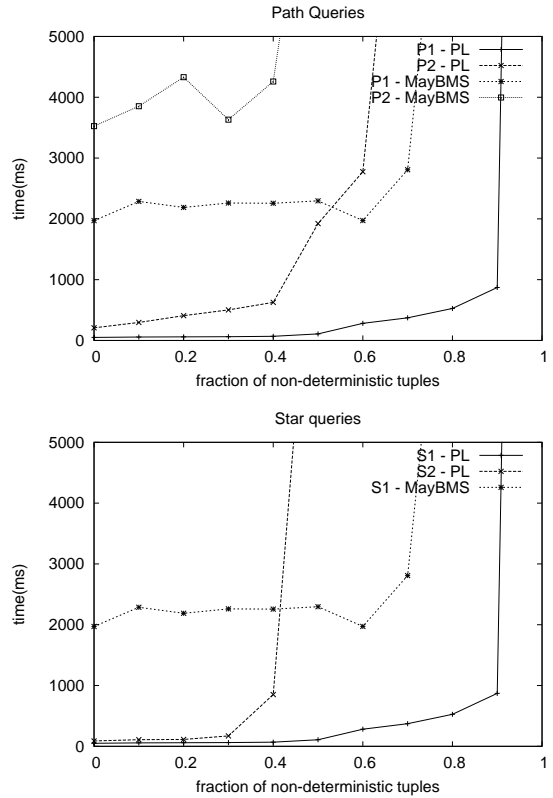 Path Queries
5000
4000
3000
2000
1000
0
time(ms)
P1 - PL
P2 - PL
P1 - MayBMS
P2 - MayBMS
0 0.2 0.4 0.6 0.8 1
fraction of non-deterministic tuples
Star queries
5000
4000
3000
2000
1000
0
time(ms)
S1 - PL
S2 - PL
S1 - MayBMS
0 0.2 0.4 0.6 0.8 1
fraction of non-deterministic tuples